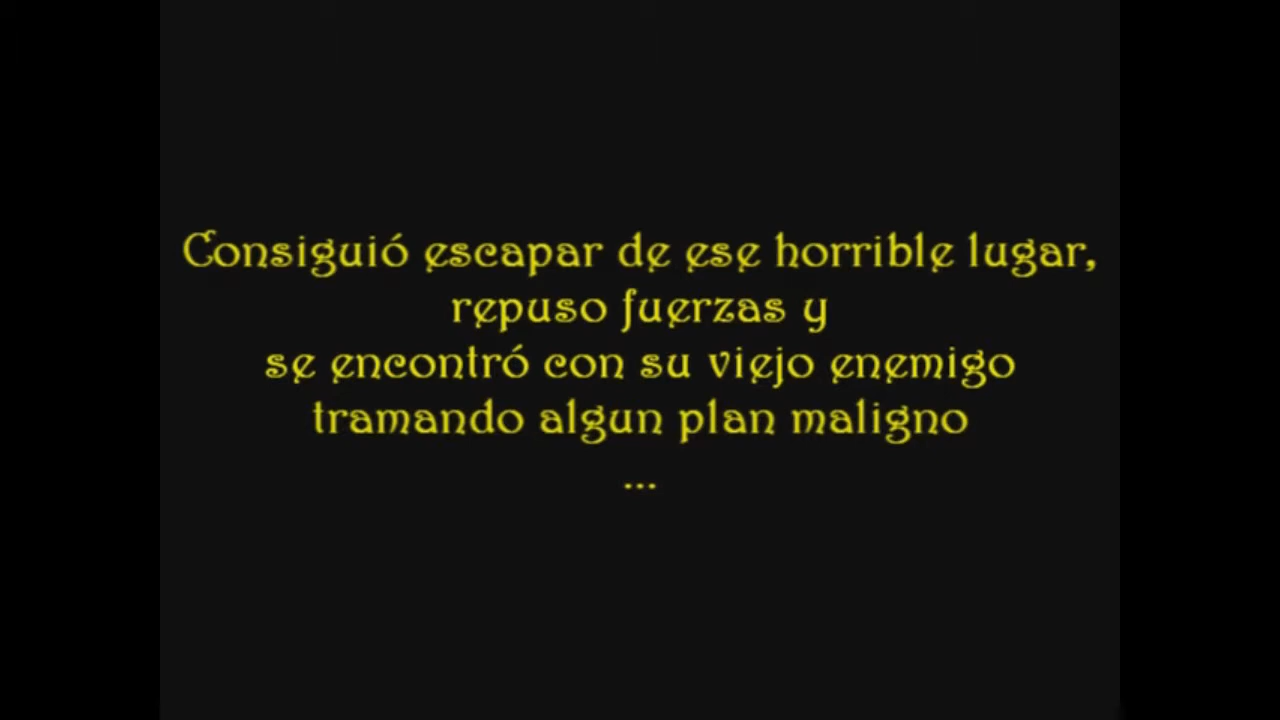 Consiguió escapar de ese horrible lugar,
repuso fuerzas y
se encontró con su viejo enemigo
tramando algun plan maligno
...